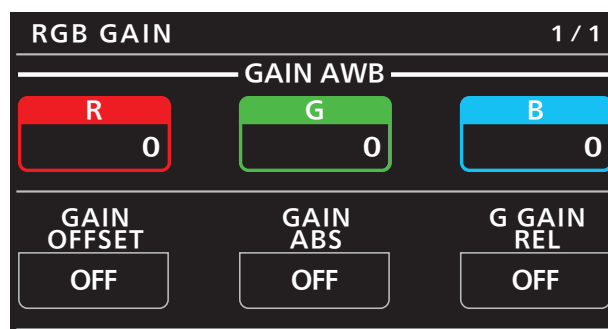 RGB GAIN 1 / 1
GAIN AWB
R G B
0 0 0
GAIN OFFSET GAIN ABS G GAIN REL
OFF OFF OFF